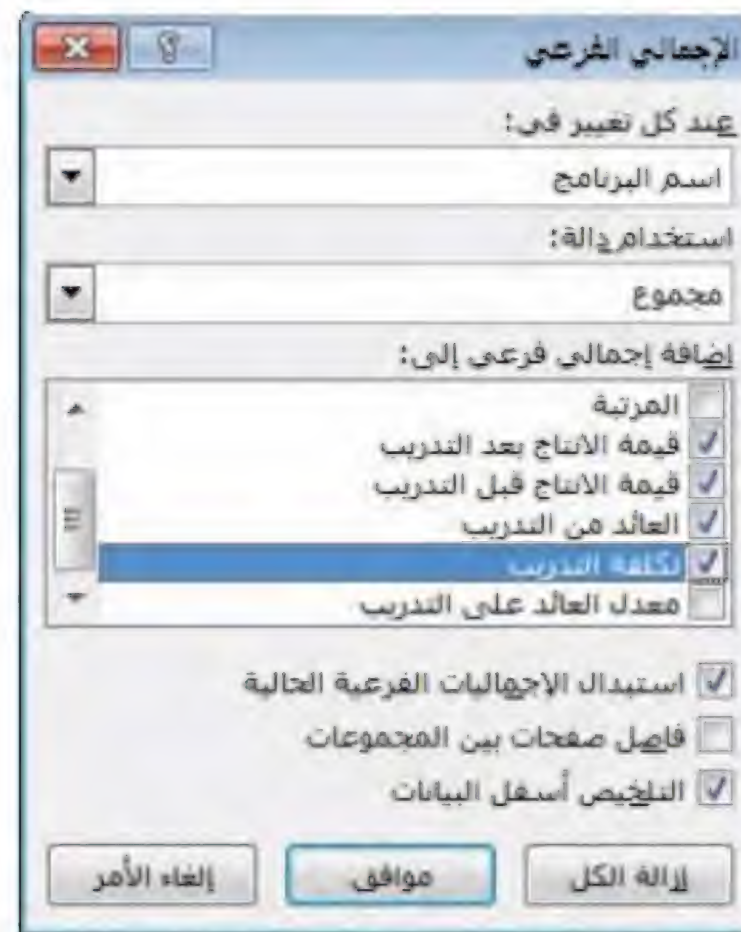 الإجمالي الفرعي
عند كل تغيير في:
اسم البرنامج
استخدام دالة:
مجموع
إضافة إجمالي فرعي إلى:
المرتبة
قيمة الانتاج بعد التدريب
قيمة الانتاج قبل التدريب
العائد من التدريب
تكلفة التدريب
معدل العائد على التدريب
استبدال الإجماليات الفرعية الحالية
فاصل صفحات بين المجموعات
التلخيص أسفل البيانات
إزالة الكل
موافق
إلغاء الأمر